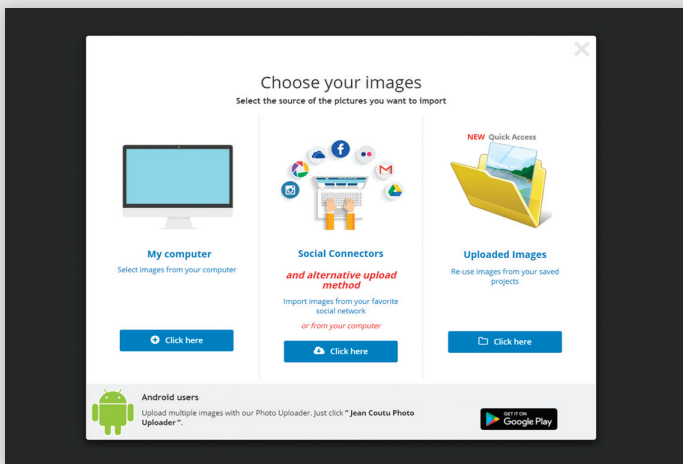 Choose your images
Select the source of the pictures you want to import
My computer
Select images from your computer
Click here
Social Connectors
and alternative upload
method
Import images from your favorite
social network
or from your computer
Click here
NEW Quick Access
Uploaded Images
Re-use images from your saved
projects
Click here
Android users
Upload multiple images with our Photo Uploader. Just click " Jean Coutu Photo
Uploader ".
GET IT ON
Google Play